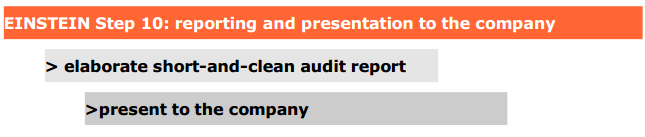 EINSTEIN Step 10: reporting and presentation to the company
> elaborate short-and-clean audit report
>present to the company